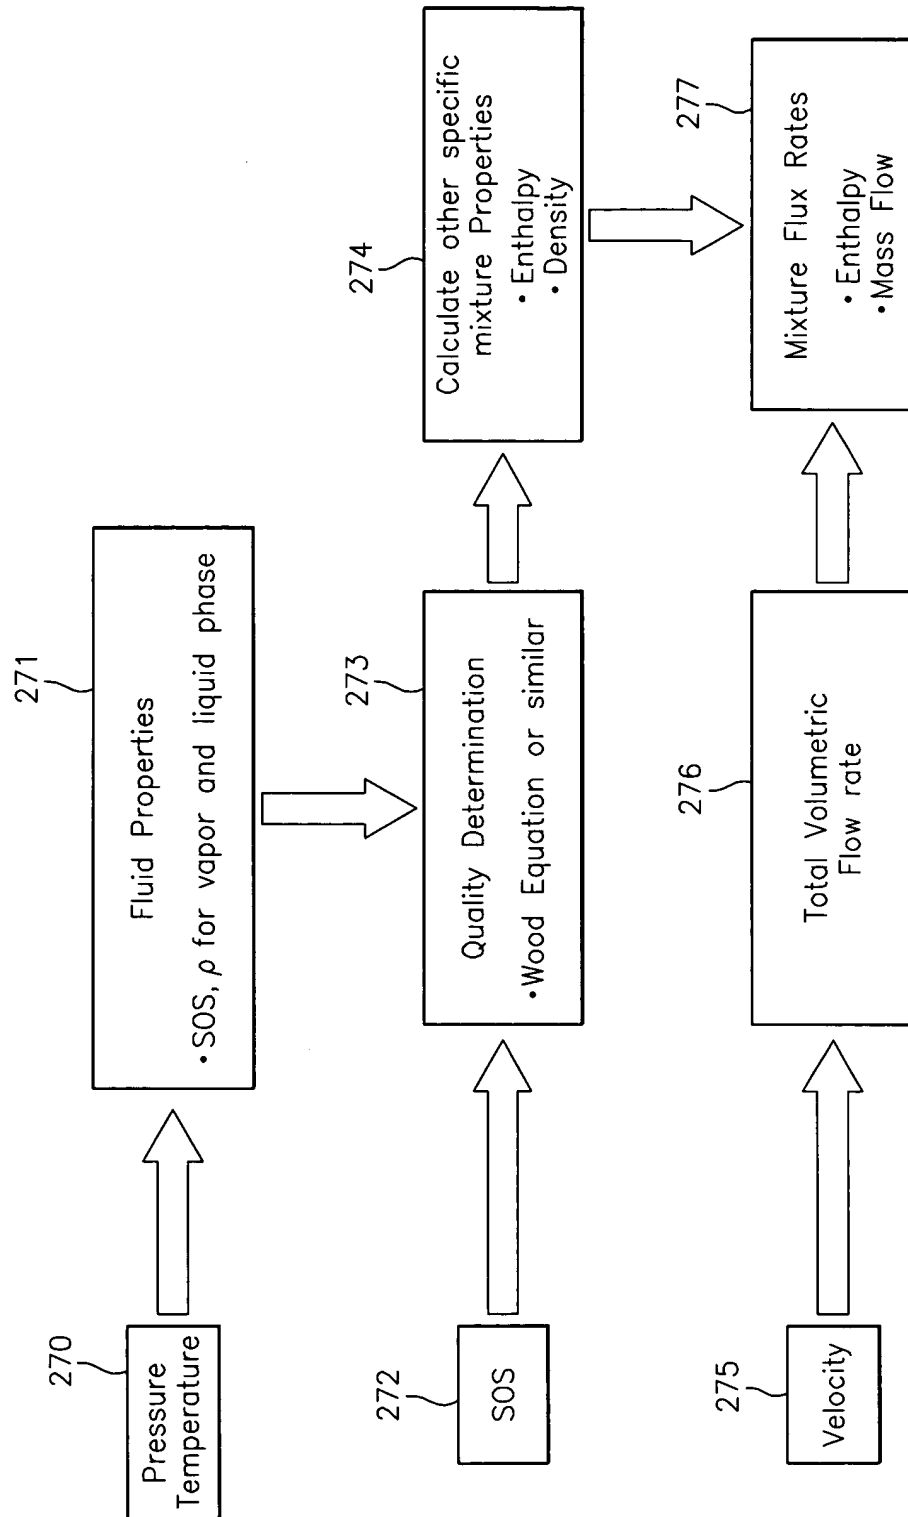 270
Pressure
Temperature
271
Fluid Properties
• SOS, ρ for vapor and liquid phase
272
SOS
273
Quality Determination
• Wood Equation or similar
274
Calculate other specific
mixture Properties
• Enthalpy
• Density
275
Velocity
276
Total Volumetric
Flow rate
277
Mixture Flux Rates
• Enthalpy
• Mass Flow